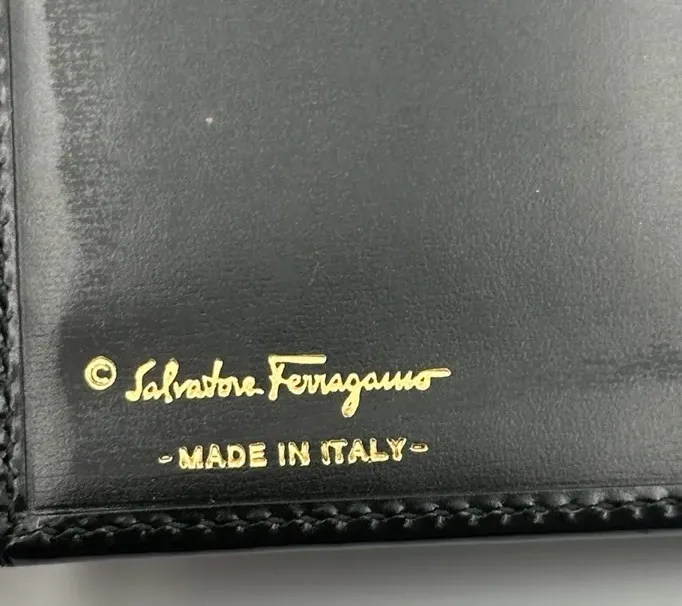 © Salvatore Ferragamo
-MADE IN ITALY-